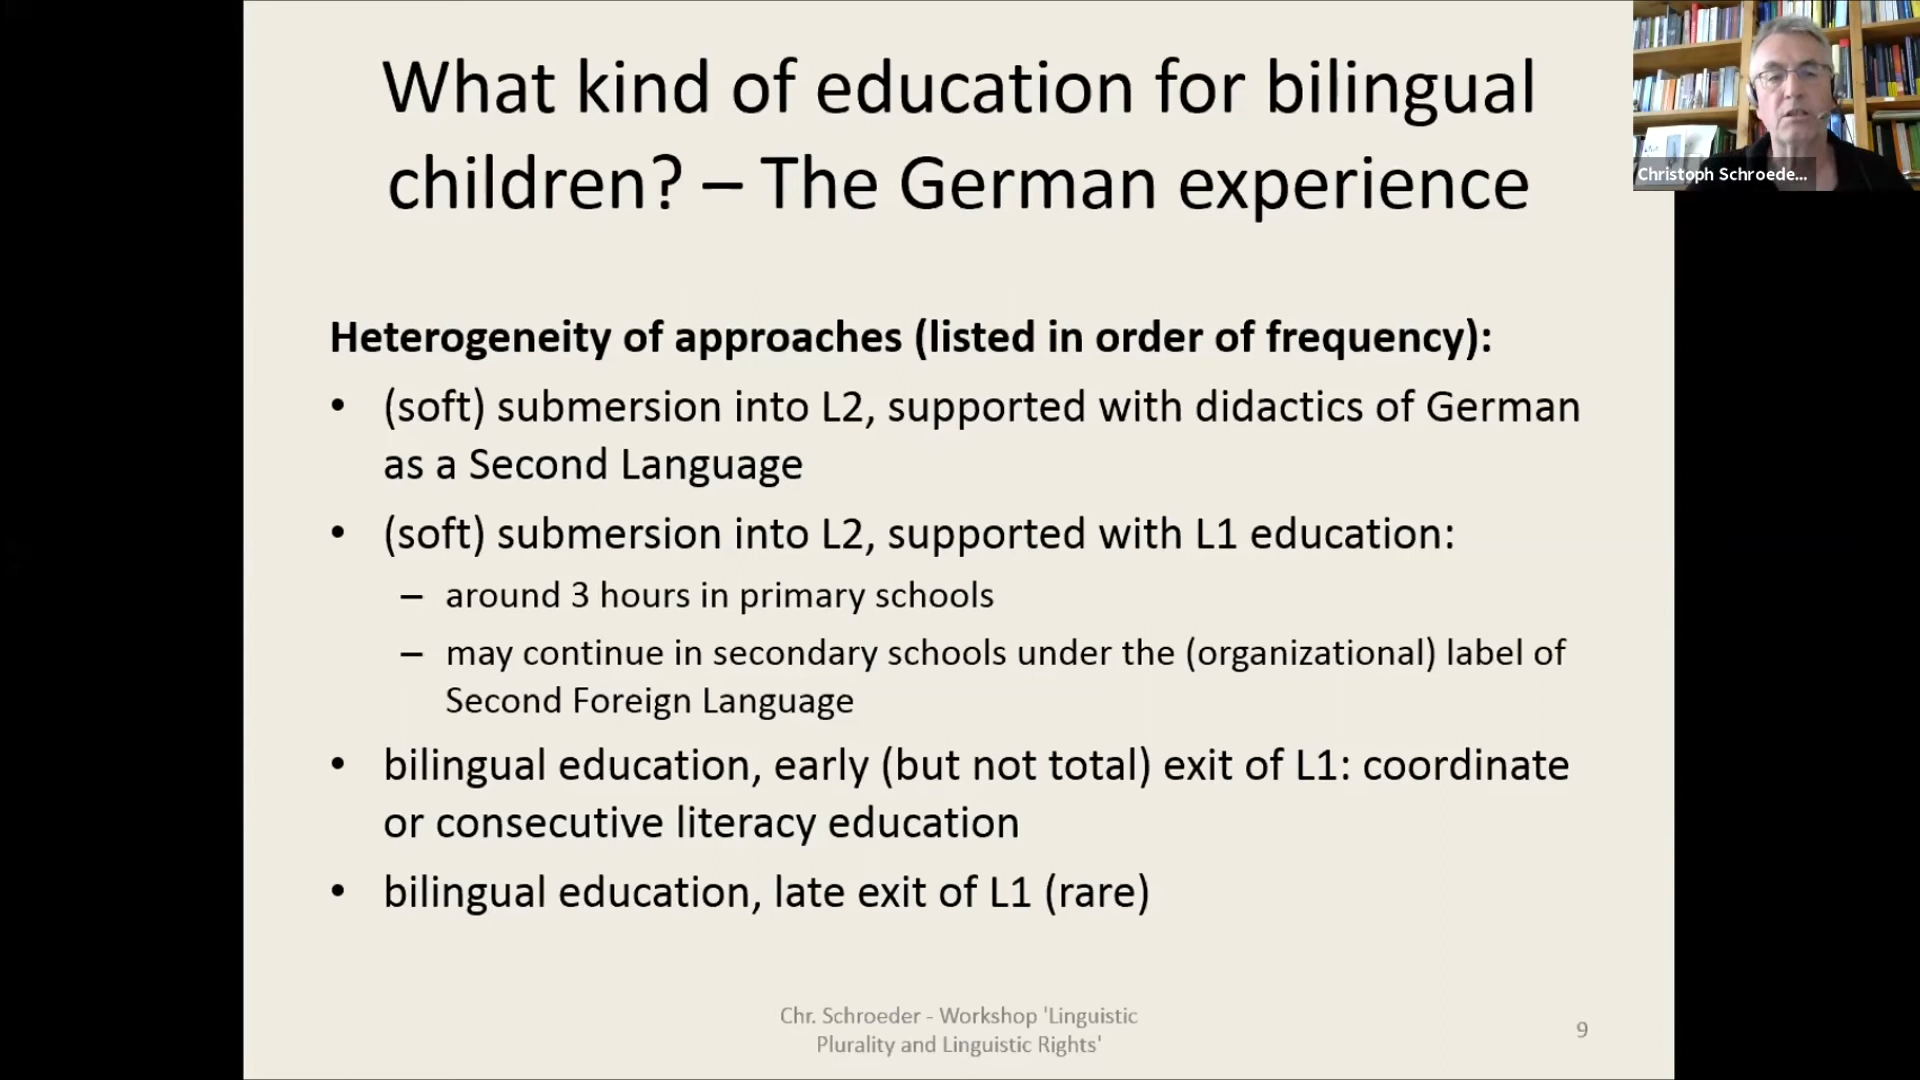 What kind of education for bilingual
children? – The German experience
Christoph Schroede...
Heterogeneity of approaches (listed in order of frequency):
• (soft) submersion into L2, supported with didactics of German
as a Second Language
• (soft) submersion into L2, supported with L1 education:
– around 3 hours in primary schools
– may continue in secondary schools under the (organizational) label of
Second Foreign Language
• bilingual education, early (but not total) exit of L1: coordinate
or consecutive literacy education
• bilingual education, late exit of L1 (rare)
Chr. Schroeder - Workshop 'Linguistic
Plurality and Linguistic Rights'
9